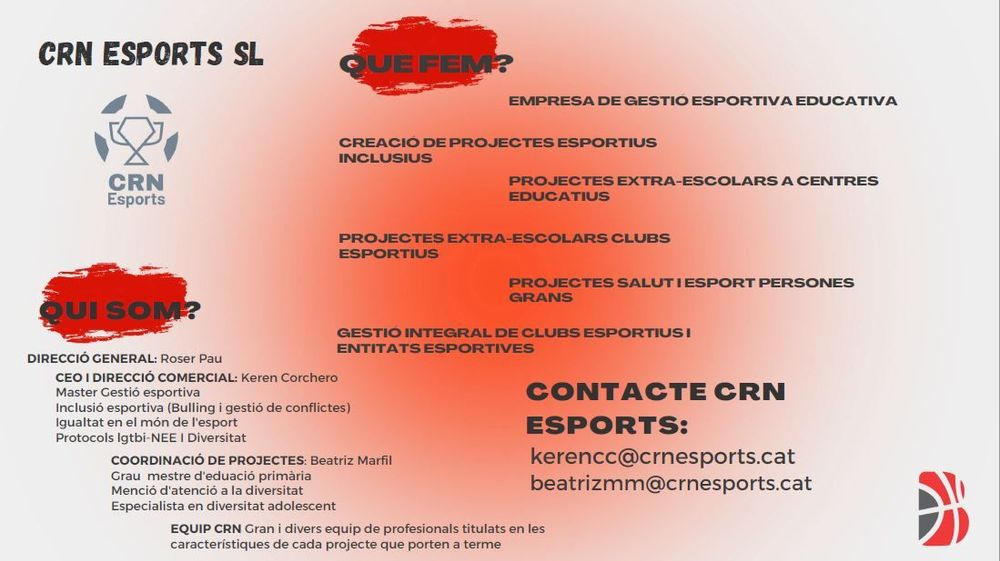 CRN ESPORTS SL
CRN
Esports
QUE FEM?
EMPRESA DE GESTIÓ ESPORTIVA EDUCATIVA
CREACIÓ DE PROJECTES ESPORTIUS
INCLUSIUS
PROJECTES EXTRA-ESCOLARS A CENTRES
EDUCATIUS
PROJECTES EXTRA-ESCOLARS CLUBS
ESPORTIUS
PROJECTES SALUT I ESPORT PERSONES
GRANS
GESTIÓ INTEGRAL DE CLUBS ESPORTIUS I
ENTITATS ESPORTIVES
QUI SOM?
DIRECCIÓ GENERAL: Roser Pau
CEO I DIRECCIÓ COMERCIAL: Keren Corchero
Master Gestió esportiva
Inclusió esportiva (Bulling i gestió de conflictes)
Igualtat en el món de l'esport
Protocols lgtbi-NEE I Diversitat
COORDINACIÓ DE PROJECTES: Beatriz Marfil
Grau mestre d'eduació primària
Menció d'atenció a la diversitat
Especialista en diversitat adolescent
EQUIP CRN Gran i divers equip de profesionals titulats en les
característiques de cada projecte que porten a terme
CONTACTE CRN
ESPORTS:
kerencc@crnesports.cat
beatrizmm@crnesports.cat
B